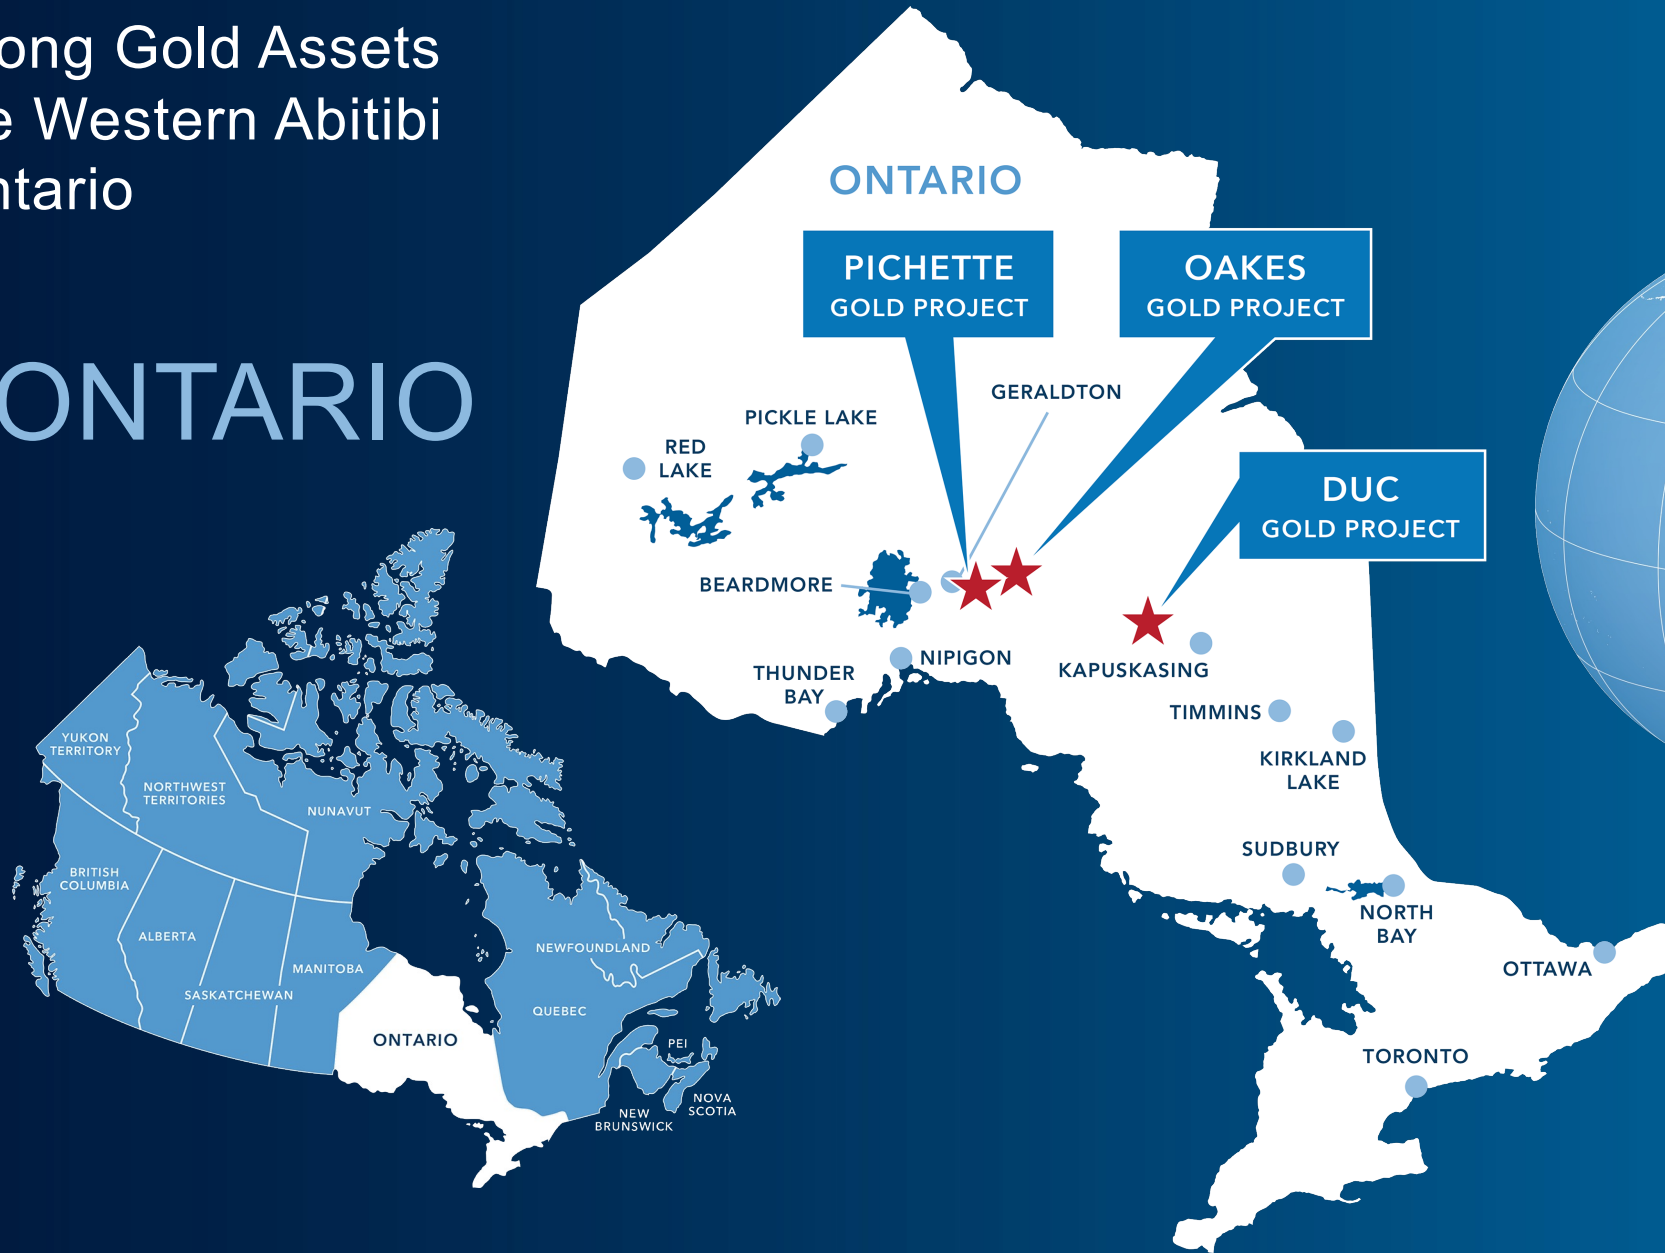 ong Gold Assets
e Western Abitibi
ntario
ONTARIO
ONTARIO
PICHETTE
GOLD PROJECT
OAKES
GOLD PROJECT
GERALDTON
PICKLE LAKE
RED
LAKE
DUC
GOLD PROJECT
BEARDMORE
NIPIGON
THUNDER
BAY
KAPUSKASING
TIMMINS
KIRKLAND
LAKE
SUDBURY
NORTH
BAY
OTTAWA
TORONTO
YUKON
TERRITORY
NORTHWEST
TERRITORIES
NUNAVUT
BRITISH
COLUMBIA
ALBERTA
SASKATCHEWAN
MANITOBA
ONTARIO
QUEBEC
NEWFOUNDLAND
PEI
NOVA
SCOTIA
NEW
BRUNSWICK